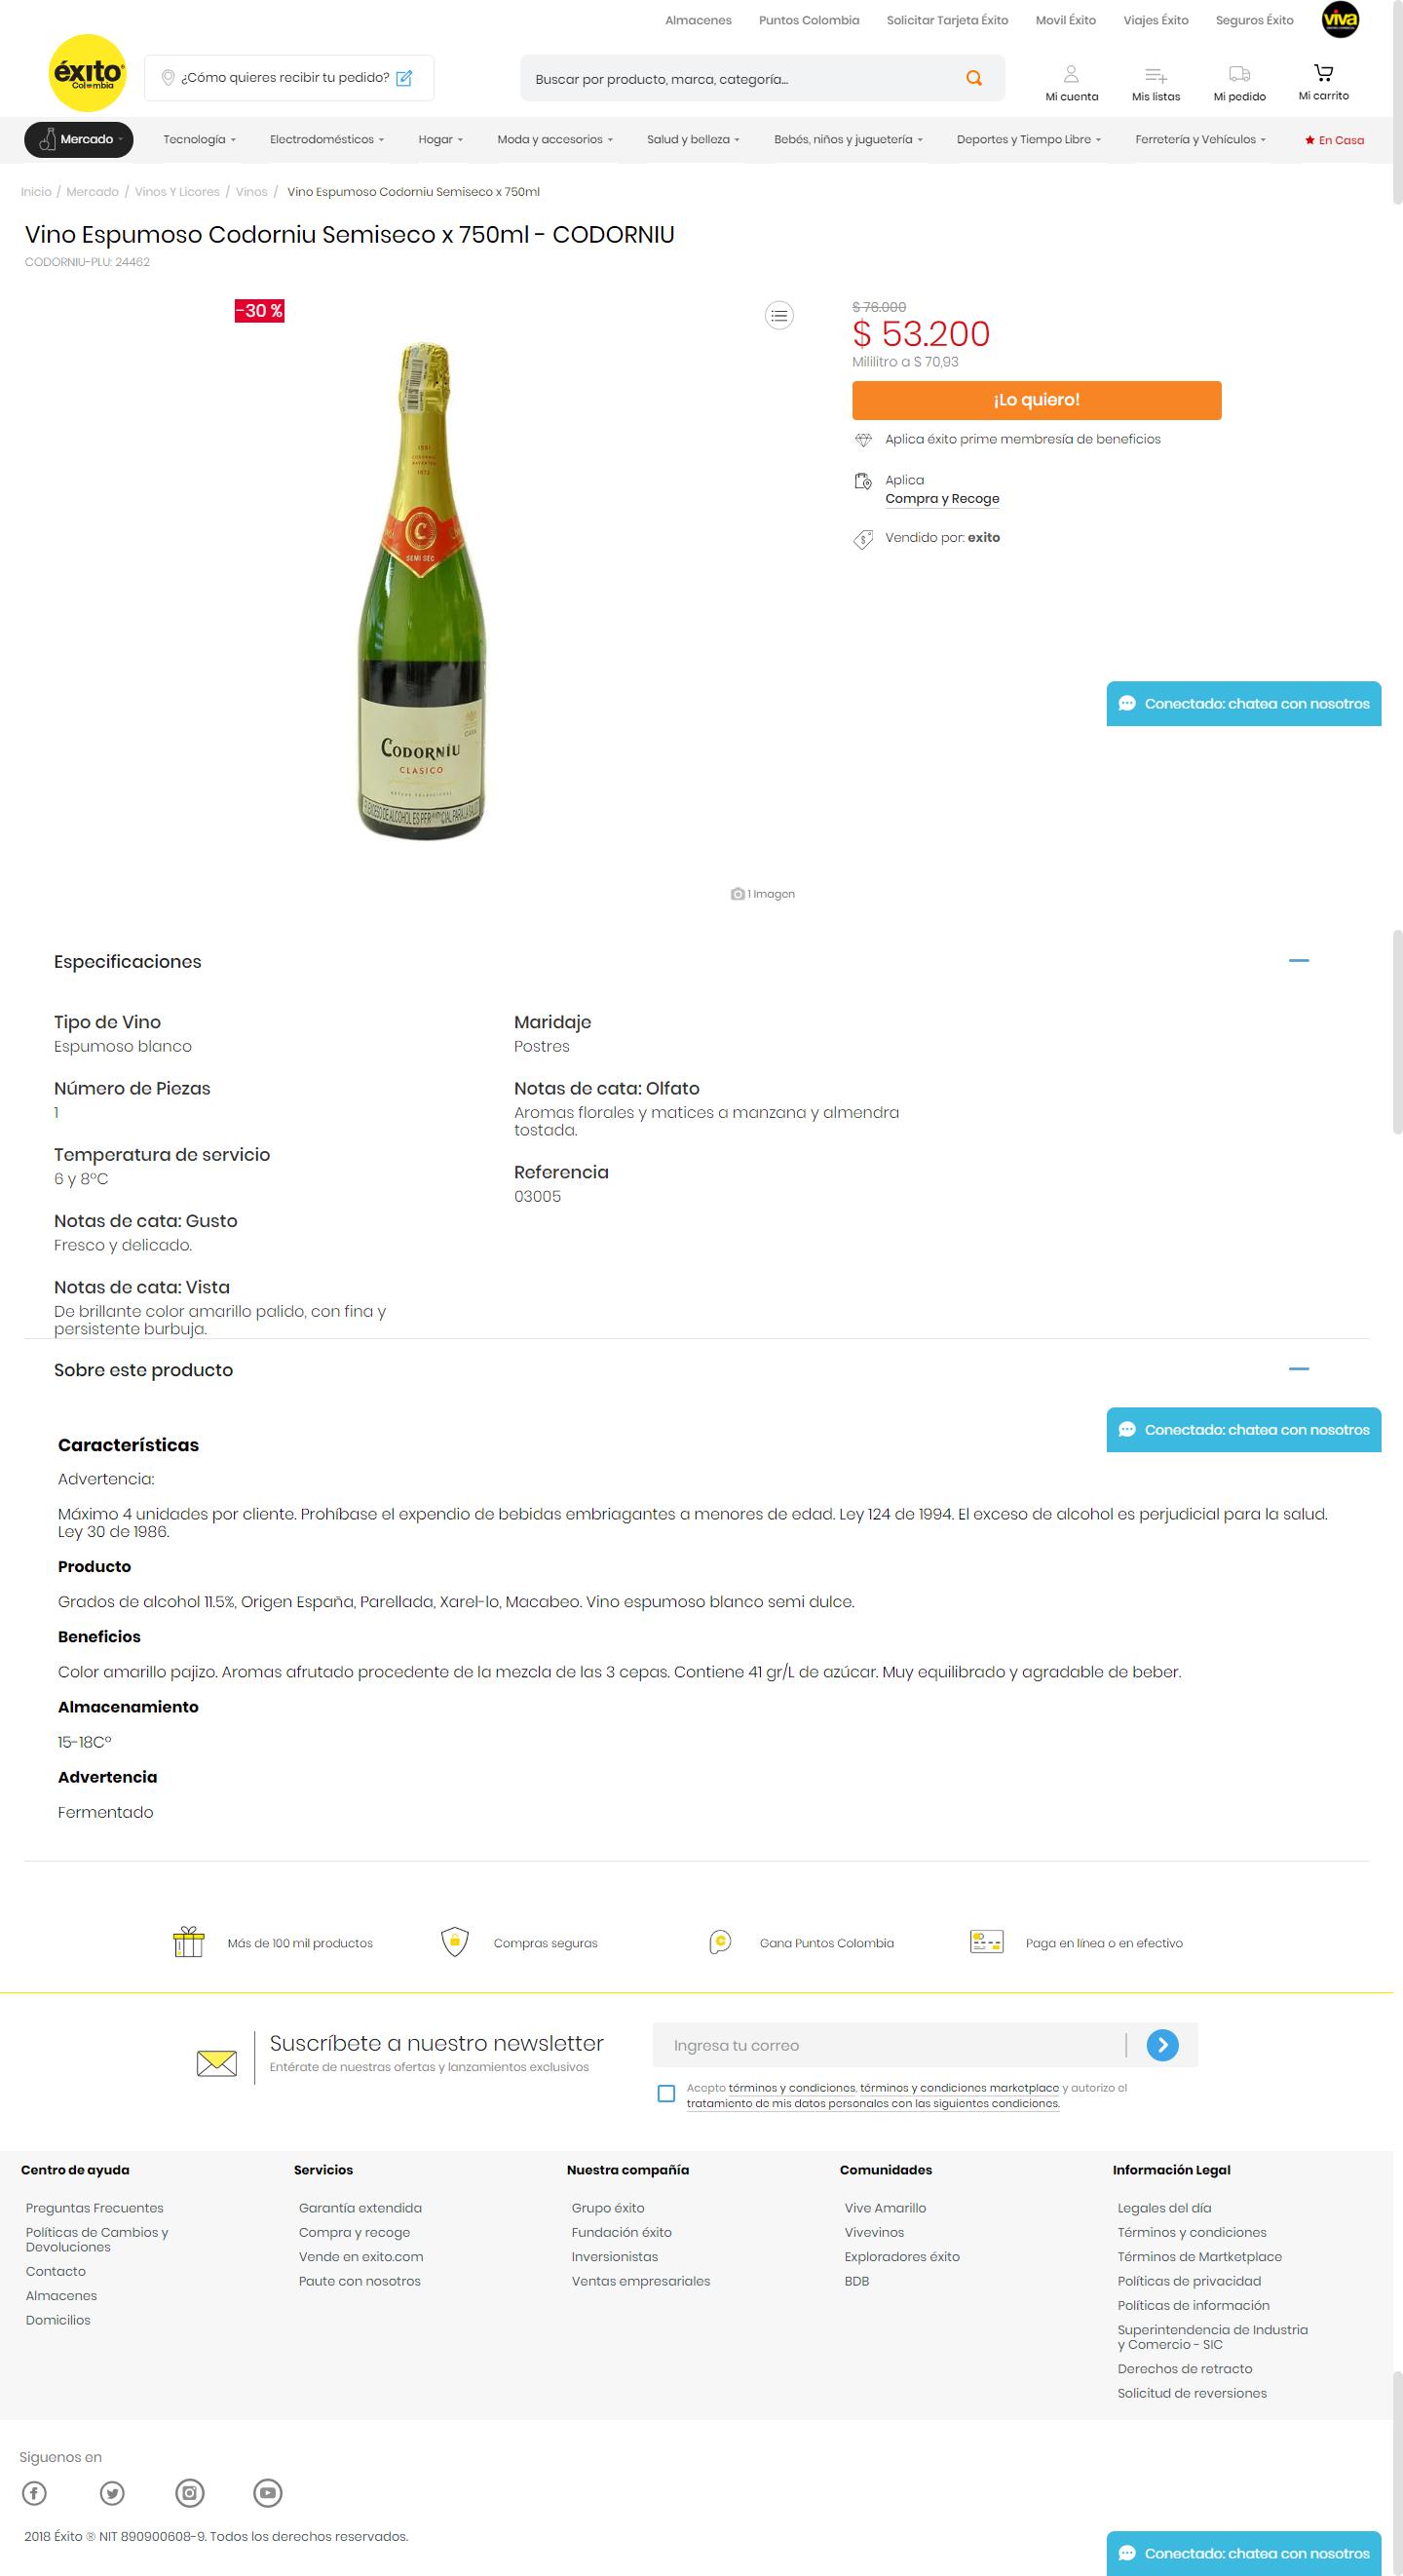 Almacenes Puntos Colombia Solicitar Tarjeta Éxito Movil Éxito Viajes Éxito Seguros Éxito viva
éxito
Colombia
¿Cómo quieres recibir tu pedido?
Buscar por producto, marca, categoría...
Mi cuenta Mis listas Mi pedido Mi carrito
Mercado Tecnología Electrodomésticos Hogar Moda y accesorios Salud y belleza Bebés, niños y juguetería Deportes y Tiempo Libre Ferretería y Vehículos En Casa
Inicio / Mercado / Vinos Y Licores / Vinos / Vino Espumoso Codorniu Semiseco x 750ml
Vino Espumoso Codorniu Semiseco x 750ml - CODORNIU
CODORNIU-PLU: 24462
-30 %
$ 76.000
$ 53.200
Mililitro a $ 70,93
¡Lo quiero!
Aplica éxito prime membresía de beneficios
Aplica
Compra y Recoge
Vendido por: exito
C
SEMI SEC
CODORNÍU
CLASICO
Conectado: chatea con nosotros
1 Imagen
Especificaciones
Tipo de Vino
Espumoso blanco
Número de Piezas
1
Temperatura de servicio
6 y 8°C
Notas de cata: Gusto
Fresco y delicado.
Notas de cata: Vista
De brillante color amarillo palido, con fina y
persistente burbuja.
Maridaje
Postres
Notas de cata: Olfato
Aromas florales y matices a manzana y almendra
tostada.
Referencia
03005
Sobre este producto
Conectado: chatea con nosotros
Características
Advertencia:
Máximo 4 unidades por cliente. Prohíbase el expendio de bebidas embriagantes a menores de edad. Ley 124 de 1994. El exceso de alcohol es perjudicial para la salud.
Ley 30 de 1986.
Producto
Grados de alcohol 11.5%, Origen España, Parellada, Xarel-lo, Macabeo. Vino espumoso blanco semi dulce.
Beneficios
Color amarillo pajizo. Aromas afrutado procedente de la mezcla de las 3 cepas. Contiene 41 gr/L de azúcar. Muy equilibrado y agradable de beber.
Almacenamiento
15-18C°
Advertencia
Fermentado
Más de 100 mil productos Compras seguras Gana Puntos Colombia Paga en línea o en efectivo
Suscríbete a nuestro newsletter
Entérate de nuestras ofertas y lanzamientos exclusivos
Ingresa tu correo
Acepto términos y condiciones, términos y condiciones marketplace y autorizo el
tratamiento de mis datos personales con las siguientes condiciones.
Centro de ayuda
Preguntas Frecuentes
Políticas de Cambios y
Devoluciones
Contacto
Almacenes
Domicilios
Servicios
Garantía extendida
Compra y recoge
Vende en exito.com
Paute con nosotros
Nuestra compañía
Grupo éxito
Fundación éxito
Inversionistas
Ventas empresariales
Comunidades
Vive Amarillo
Vivevinos
Exploradores éxito
BDB
Información Legal
Legales del día
Términos y condiciones
Términos de Martketplace
Políticas de privacidad
Políticas de información
Superintendencia de Industria
y Comercio - SIC
Derechos de retracto
Solicitud de reversiones
Síguenos en
2018 Éxito ® NIT 890900608-9. Todos los derechos reservados.
Conectado: chatea con nosotros